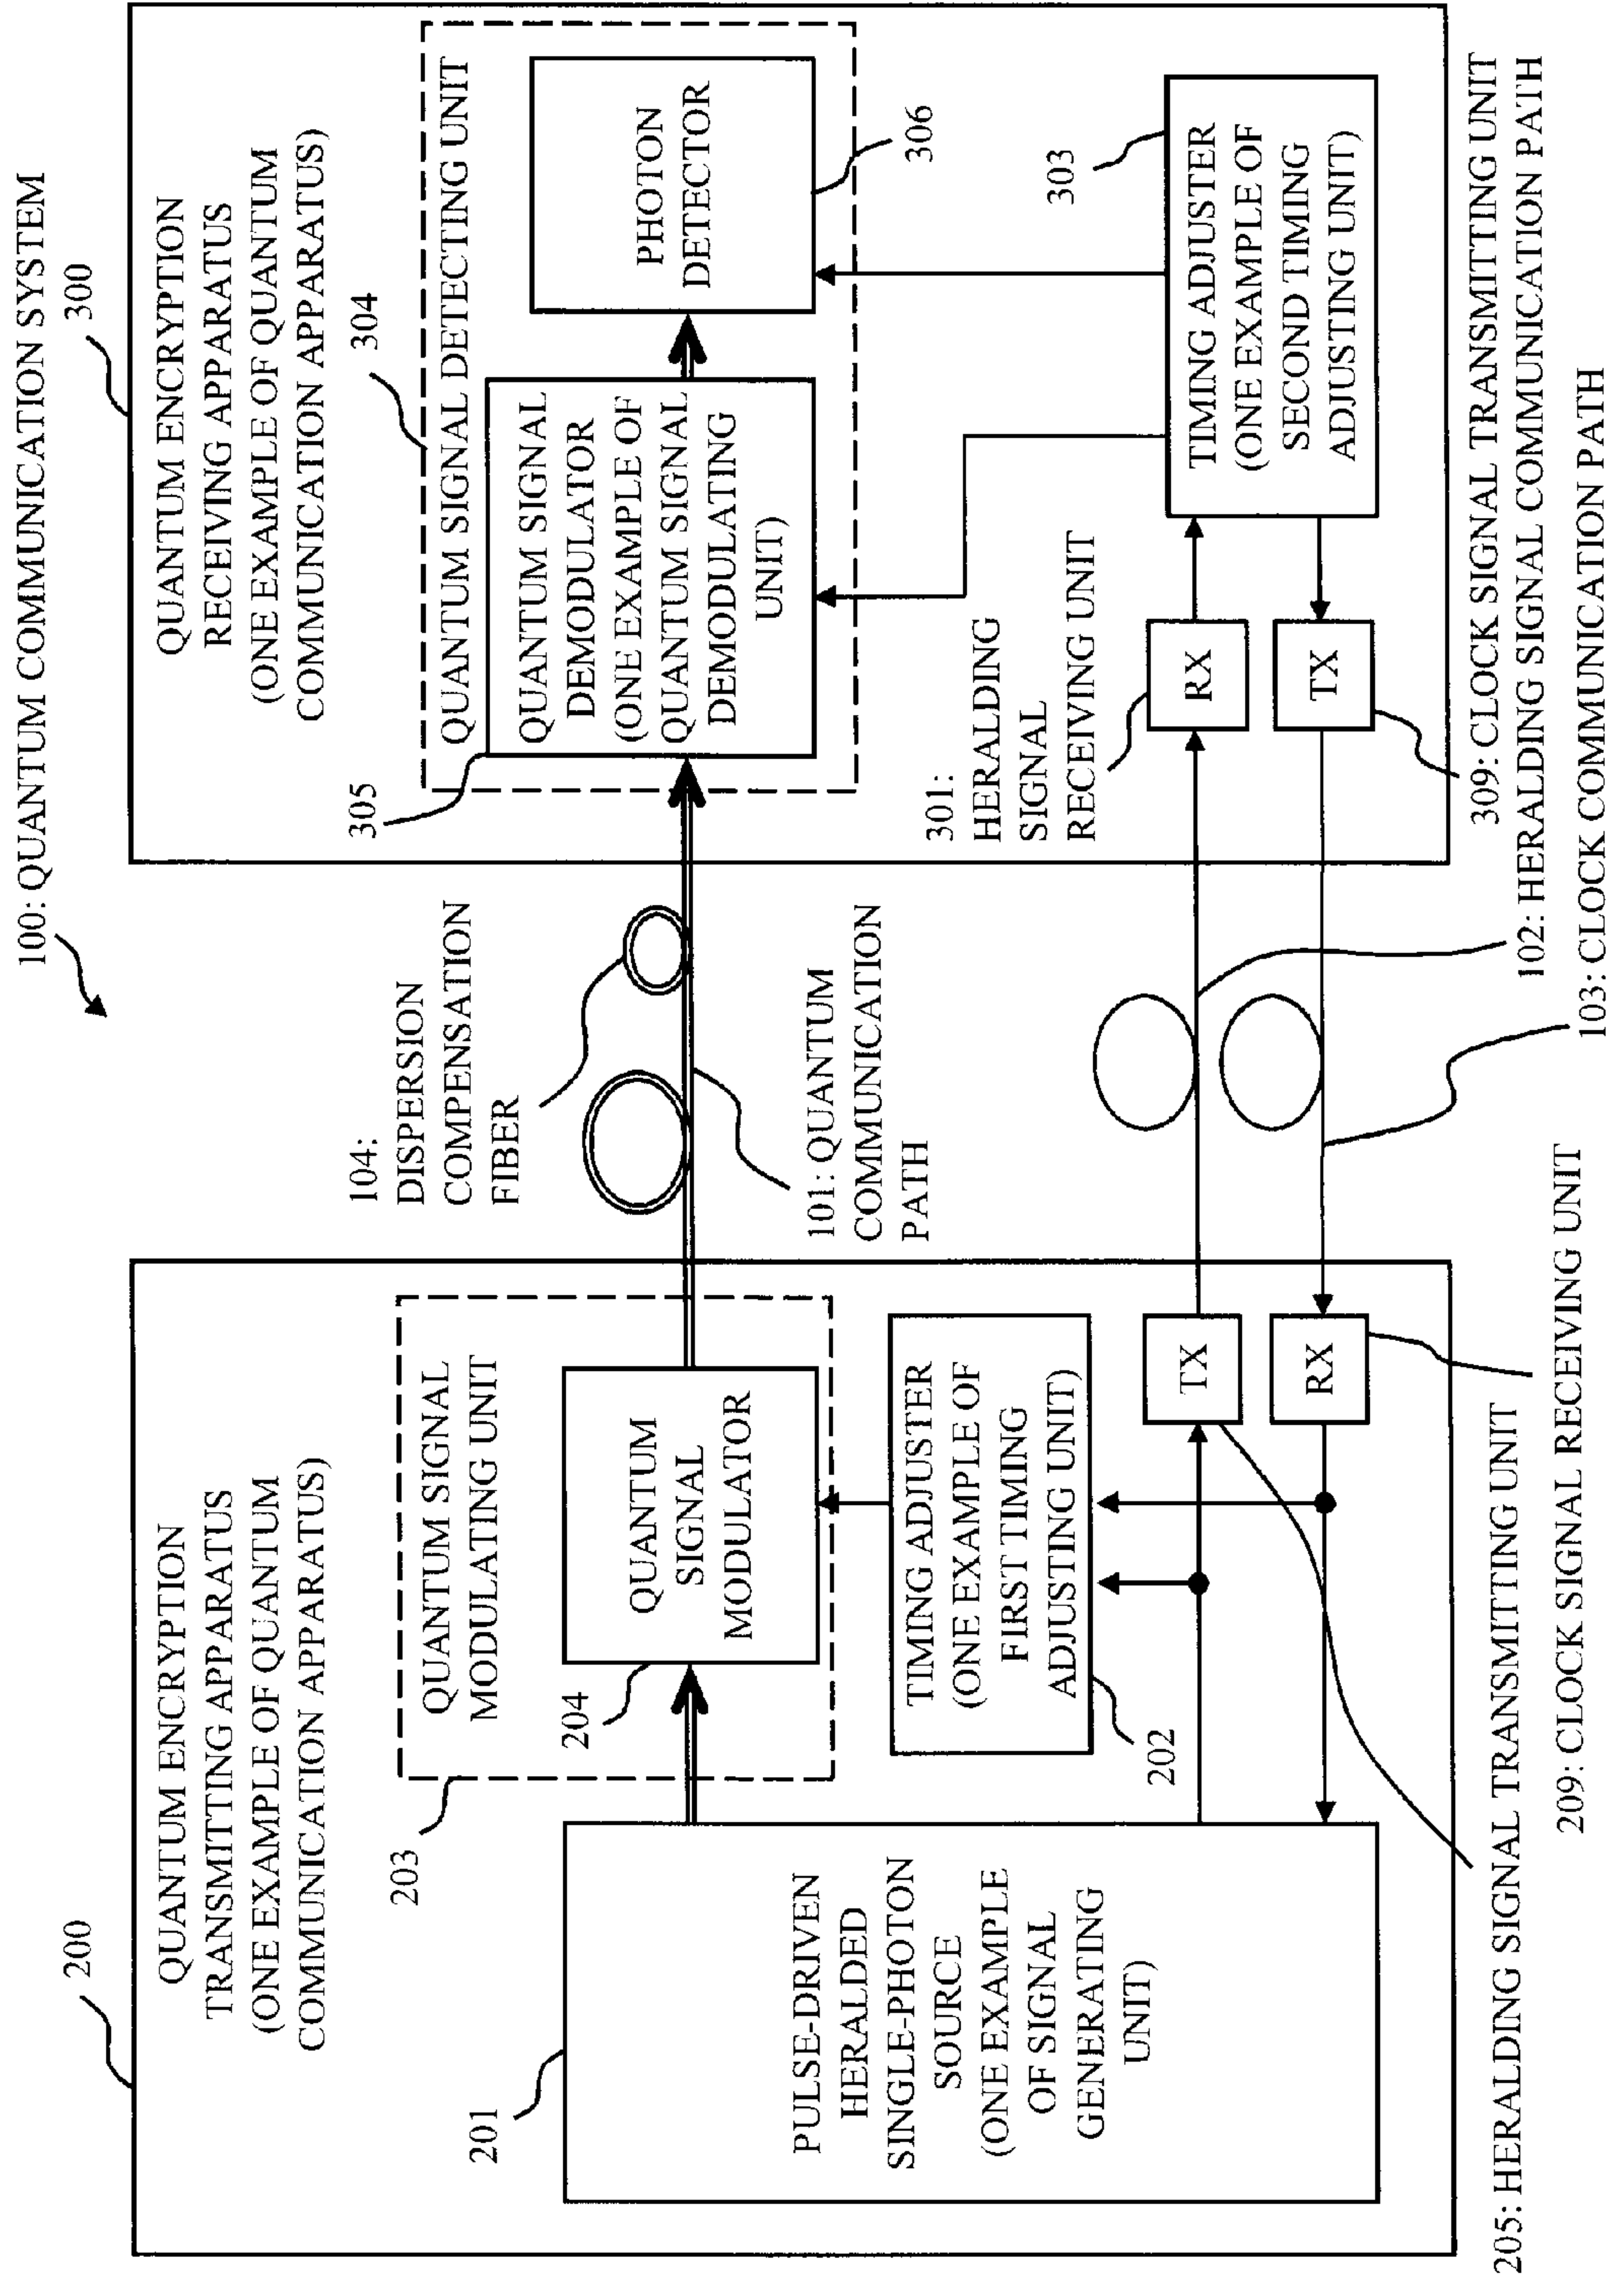 100: QUANTUM COMMUNICATION SYSTEM
200
QUANTUM ENCRYPTION
TRANSMITTING APPARATUS
(ONE EXAMPLE OF QUANTUM
COMMUNICATION APPARATUS)
201
PULSE-DRIVEN
HERALDED
SINGLE-PHOTON
SOURCE
(ONE EXAMPLE
OF SIGNAL
GENERATING
UNIT)
203
QUANTUM SIGNAL
MODULATING UNIT
204
QUANTUM
SIGNAL
MODULATOR
202
TIMING ADJUSTER
(ONE EXAMPLE OF
FIRST TIMING
ADJUSTING UNIT)
TX
RX
205: HERALDING SIGNAL TRANSMITTING UNIT
209: CLOCK SIGNAL RECEIVING UNIT
104:
DISPERSION
COMPENSATION
FIBER
101: QUANTUM
COMMUNICATION
PATH
102: HERALDING SIGNAL COMMUNICATION PATH
103: CLOCK COMMUNICATION PATH
300
QUANTUM ENCRYPTION
RECEIVING APPARATUS
(ONE EXAMPLE OF QUANTUM
COMMUNICATION APPARATUS)
304
QUANTUM SIGNAL DETECTING UNIT
305
QUANTUM SIGNAL
DEMODULATOR
(ONE EXAMPLE OF
QUANTUM SIGNAL
DEMODULATING
UNIT)
PHOTON
DETECTOR
306
301:
HERALDING
SIGNAL
RECEIVING UNIT
RX
TX
303
TIMING ADJUSTER
(ONE EXAMPLE OF
SECOND TIMING
ADJUSTING UNIT)
309: CLOCK SIGNAL TRANSMITTING UNIT